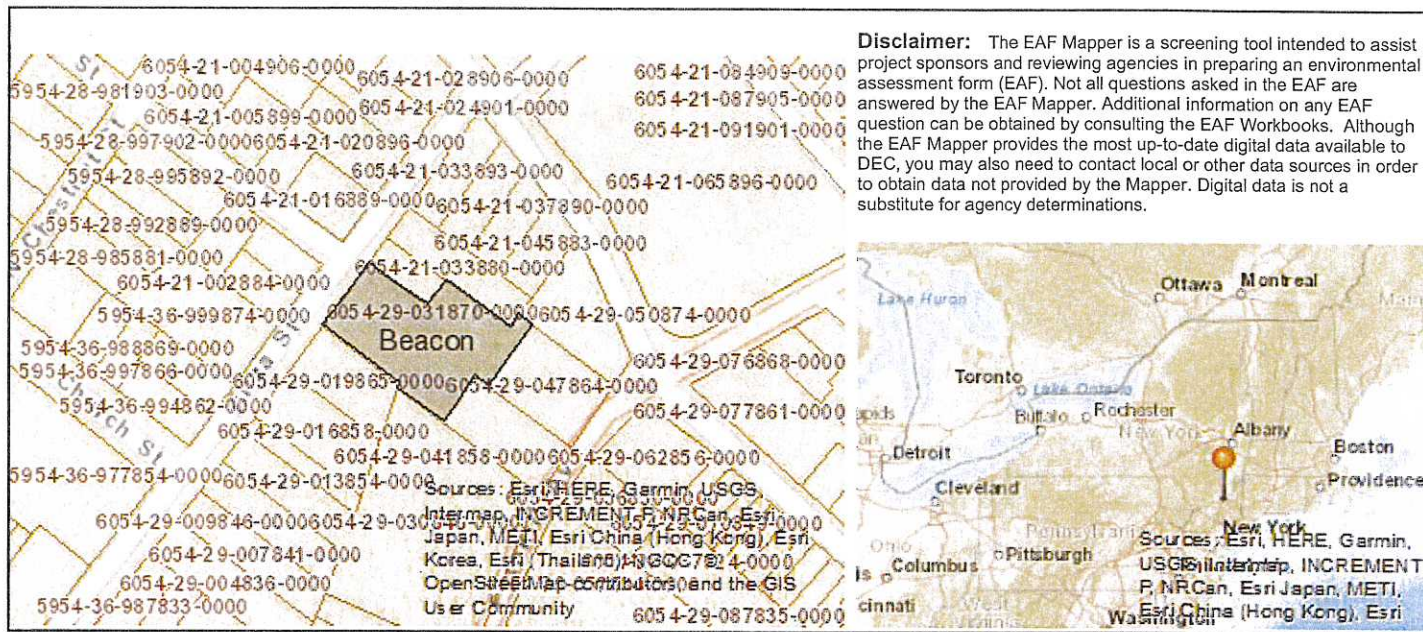 6054-21-004906-0000
6054-21-028906-0000
5954-28-981903-0000
6054-21-024901-0000
6054-21-005899-0000
5954-28-997902-0000
6054-21-020896-0000
6054-21-033893-0000
5954-28-995892-0000
6054-21-016889-0000
6054-21-037890-0000
5954-28-992889-0000
6054-21-045883-0000
5954-28-985881-0000
6054-21-033880-0000
6054-21-002884-0000
5954-36-999874-0000
6054-29-031870-0000
6054-29-050874-0000
Beacon
5954-36-988869-0000
5954-36-997866-0000
6054-29-019865-0000
6054-29-047864-0000
5954-36-994862-0000
6054-29-016858-0000
6054-29-041858-0000
6054-29-062856-0000
5954-36-977854-0000
6054-29-013854-0000
6054-29-009846-0000
6054-29-007841-0000
6054-29-004836-0000
5954-36-987833-0000
6054-21-084909-0000
6054-21-087905-0000
6054-21-091901-0000
6054-21-065896-0000
6054-29-076868-0000
6054-29-077861-0000
6054-29-087835-0000
St
Church St
Sources: Esri, HERE, Garmin, USGS,
Intermap, INCREMENT P, NRCan, Esri
Japan, METI, Esri China (Hong Kong), Esri
Korea, Esri (Thailand), NGCC, ©
OpenStreetMap contributors, and the GIS
User Community
Disclaimer: The EAF Mapper is a screening tool intended to assist
project sponsors and reviewing agencies in preparing an environmental
assessment form (EAF). Not all questions asked in the EAF are
answered by the EAF Mapper. Additional information on any EAF
question can be obtained by consulting the EAF Workbooks. Although
the EAF Mapper provides the most up-to-date digital data available to
DEC, you may also need to contact local or other data sources in order
to obtain data not provided by the Mapper. Digital data is not a
substitute for agency determinations.
Ottawa
Montreal
Lake Huron
Toronto
Lake Ontario
Buffalo
Rochester
New York
Albany
Detroit
Boston
Providence
Cleveland
New York
Pennsylvania
Ohio
Pittsburgh
Columbus
cinnati
West
Washington
Sources: Esri, HERE, Garmin,
USGS, Intermap, INCREMENT
P, NRCan, Esri Japan, METI,
Esri China (Hong Kong), Esri